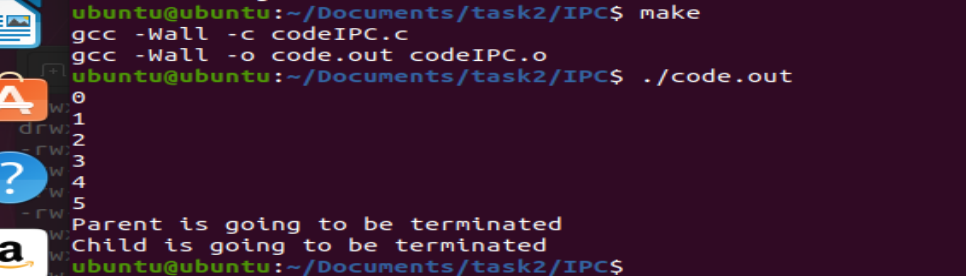 ubuntu@ubuntu:~/Documents/task2/IPC$ make
gcc -Wall -c codeIPC.c
gcc -Wall -o code.out codeIPC.o
ubuntu@ubuntu:~/Documents/task2/IPC$ ./code.out
0
1
2
3
4
5
Parent is going to be terminated
Child is going to be terminated
ubuntu@ubuntu:~/Documents/task2/IPC$